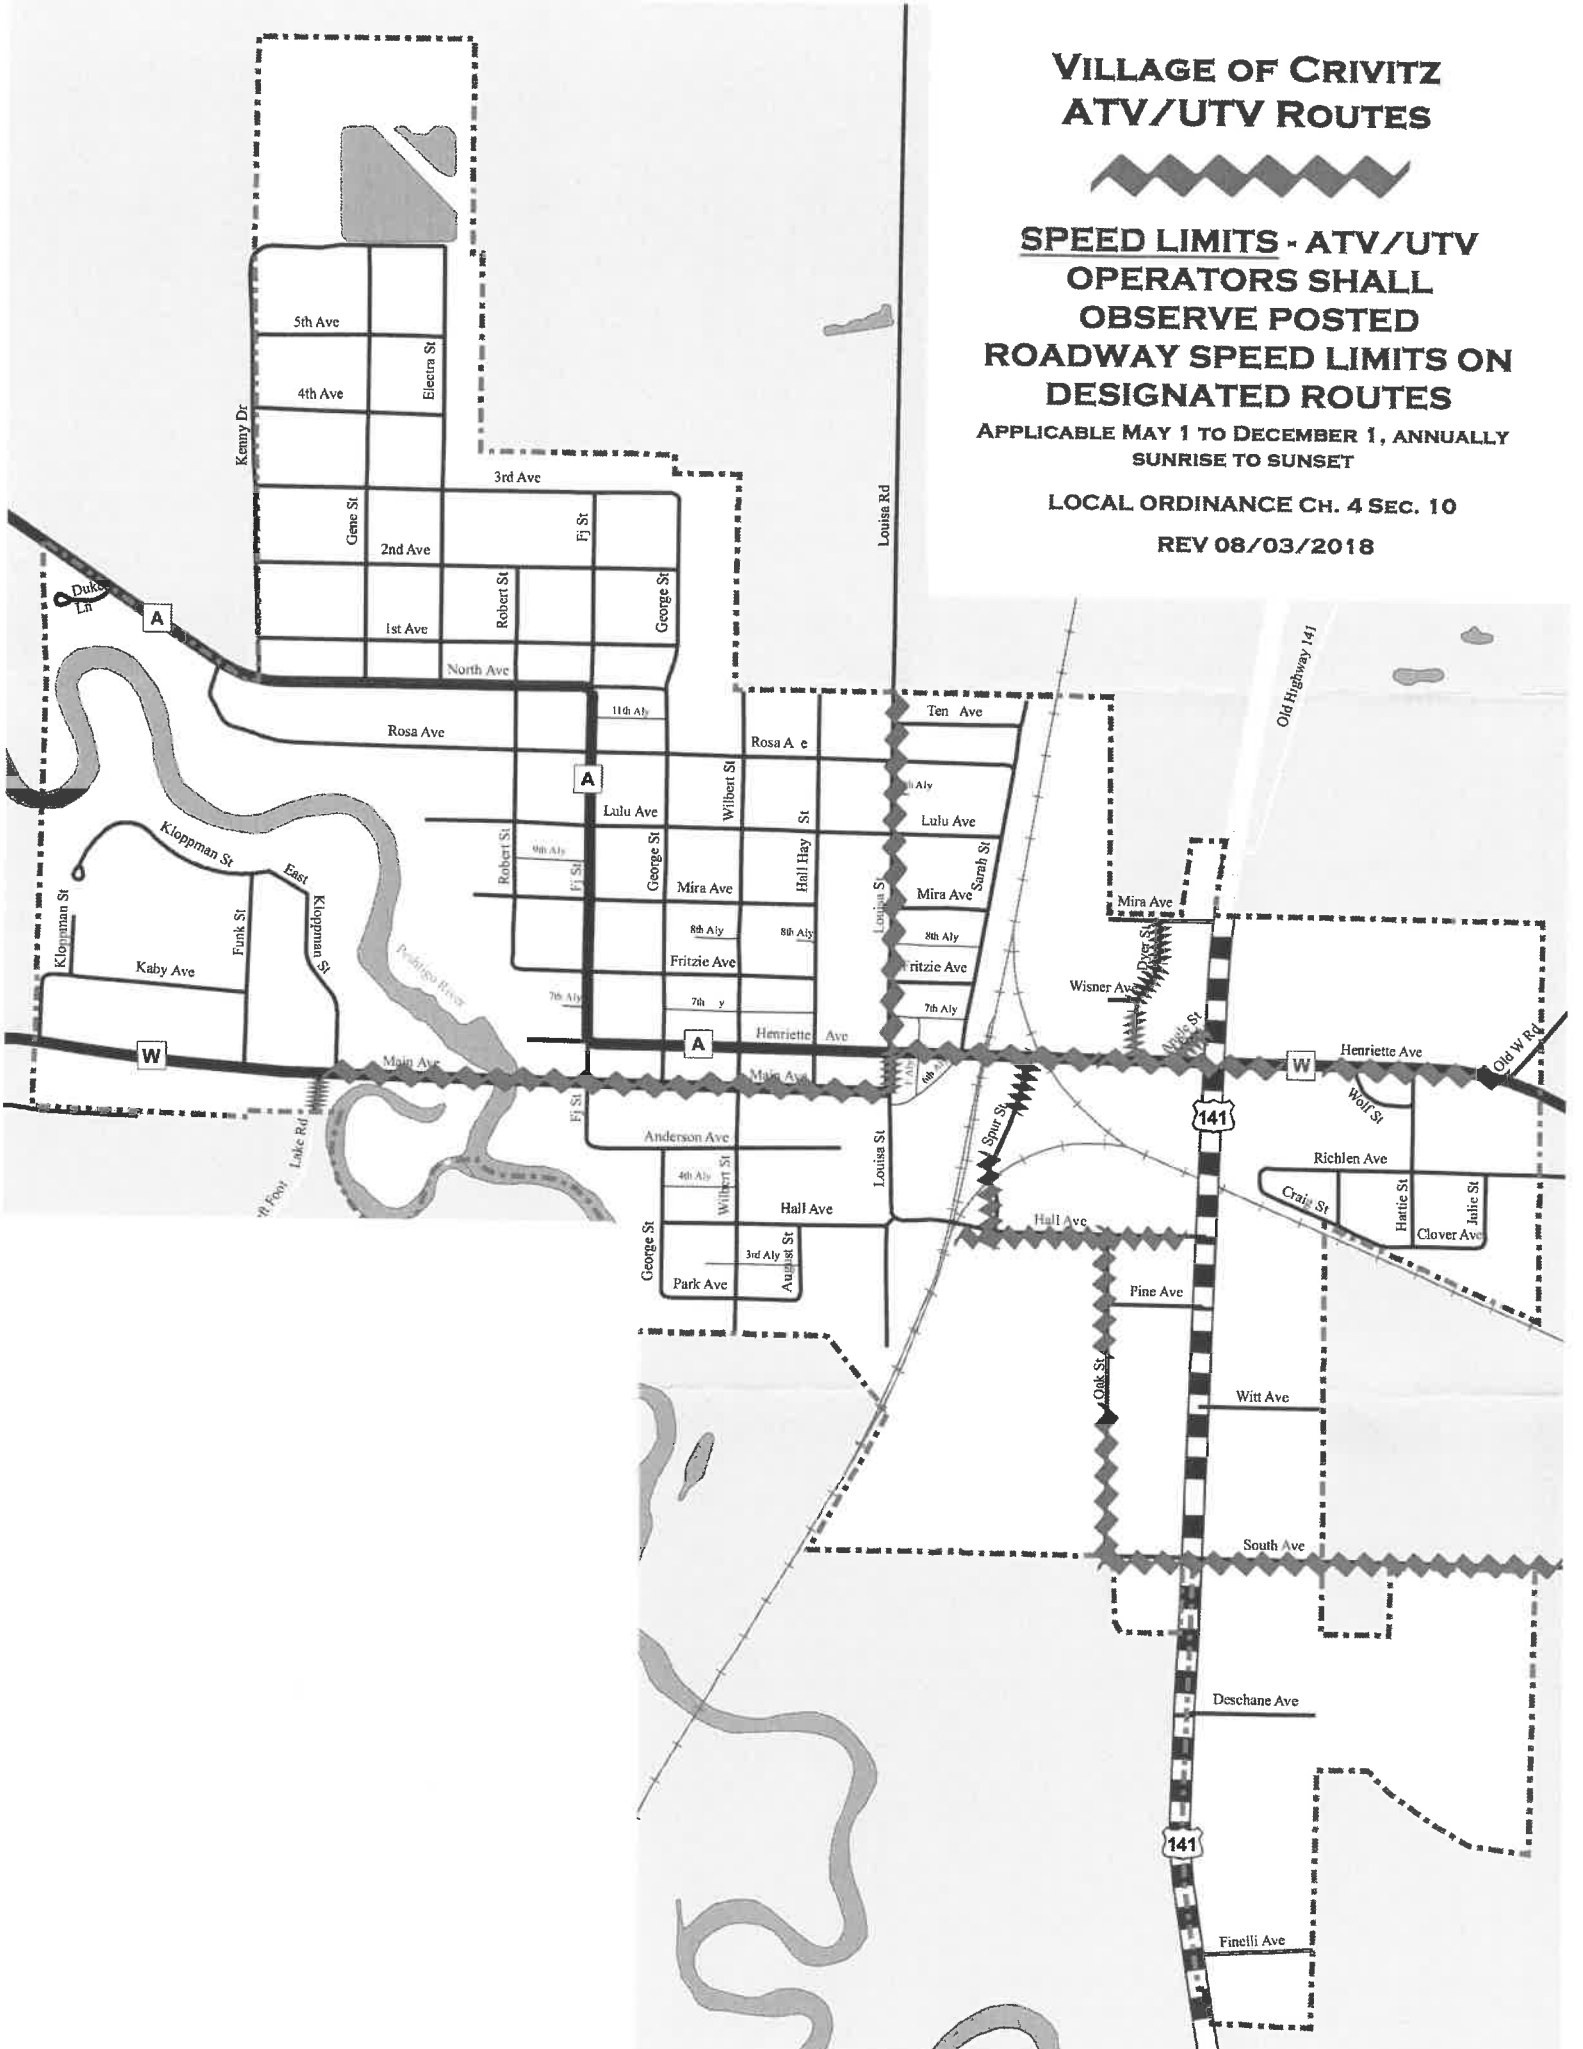 VILLAGE OF CRIVITZ
ATV/UTV ROUTES
SPEED LIMITS - ATV/UTV
OPERATORS SHALL
OBSERVE POSTED
ROADWAY SPEED LIMITS ON
DESIGNATED ROUTES
APPLICABLE MAY 1 TO DECEMBER 1, ANNUALLY
SUNRISE TO SUNSET
LOCAL ORDINANCE CH. 4 SEC. 10
REV 08/03/2018
5th Ave
Electra St
4th Ave
Kenny Dr
3rd Ave
Gene St
Fj St
2nd Ave
Louisa Rd
Duke
Ln
A
Robert St
George St
1st Ave
North Ave
Old Highway 141
11th Aly
Ten Ave
Rosa Ave
Rosa A e
A
Wilbert St
Aly
Lulu Ave
Hall Hay St
Lulu Ave
Kloppman St
Robert St
9th Aly
George St
Sarah St
East
Fj St
Mira Ave
Louisa St
Mira Ave
Mira Ave
Kloppman St
Funk St
Kloppman St
8th Aly
8th Aly
8th Aly
Dyer St
Kaby Ave
Peshtigo River
Fritzie Ave
Fritzie Ave
Wisner Ave
7th Aly
7th y
7th Aly
Henriette Ave
A
Angle St
Old W Rd
W
Main Ave
Main Ave
6th Aly
W
Henriette Ave
Wolf St
141
Fj St
Spur St
Lake Rd
Anderson Ave
Louisa St
Richlen Ave
4th Aly
Wilbert St
Craig St
Hattie St
Julie St
Foot
Hall Ave
Hall Ave
Clover Ave
George St
3rd Aly
August St
Park Ave
Pine Ave
Oak St
Witt Ave
South Ave
Deschane Ave
141
Finelli Ave